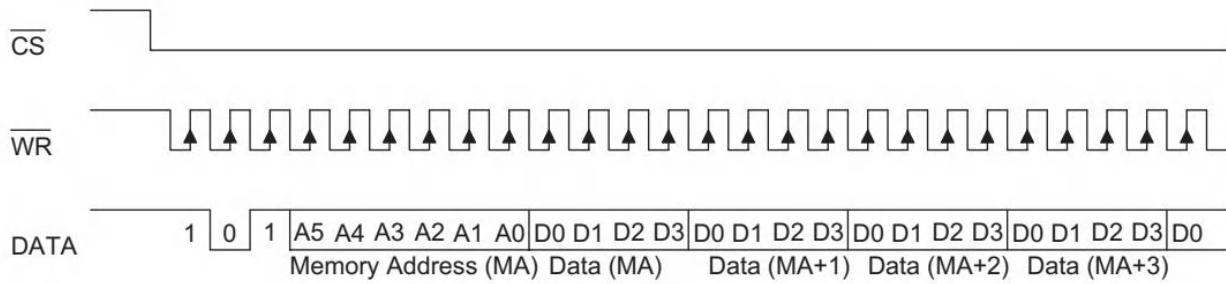 CS
WR
DATA 1 0 1 A5 A4 A3 A2 A1 A0 D0 D1 D2 D3 D0 D1 D2 D3 D0 D1 D2 D3 D0 D1 D2 D3 D0
Memory Address (MA) Data (MA) Data (MA+1) Data (MA+2) Data (MA+3)